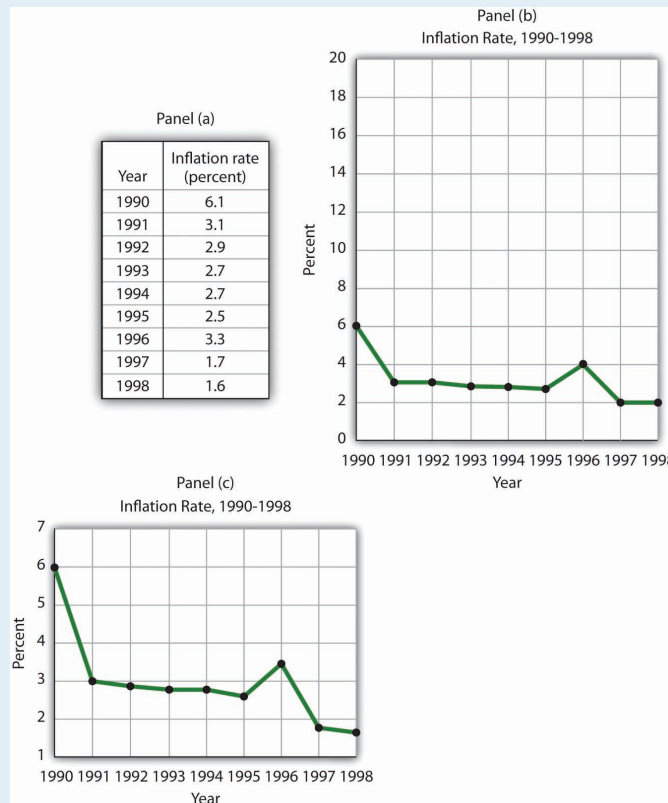 Panel (a)
Year Inflation rate (percent)
1990 6.1
1991 3.1
1992 2.9
1993 2.7
1994 2.7
1995 2.5
1996 3.3
1997 1.7
1998 1.6
Panel (b)
Inflation Rate, 1990-1998
20
18
16
14
12
10
8
6
4
2
0
Percent
1990 1991 1992 1993 1994 1995 1996 1997 1998
Year
Panel (c)
Inflation Rate, 1990-1998
7
6
5
4
3
2
1
Percent
1990 1991 1992 1993 1994 1995 1996 1997 1998
Year